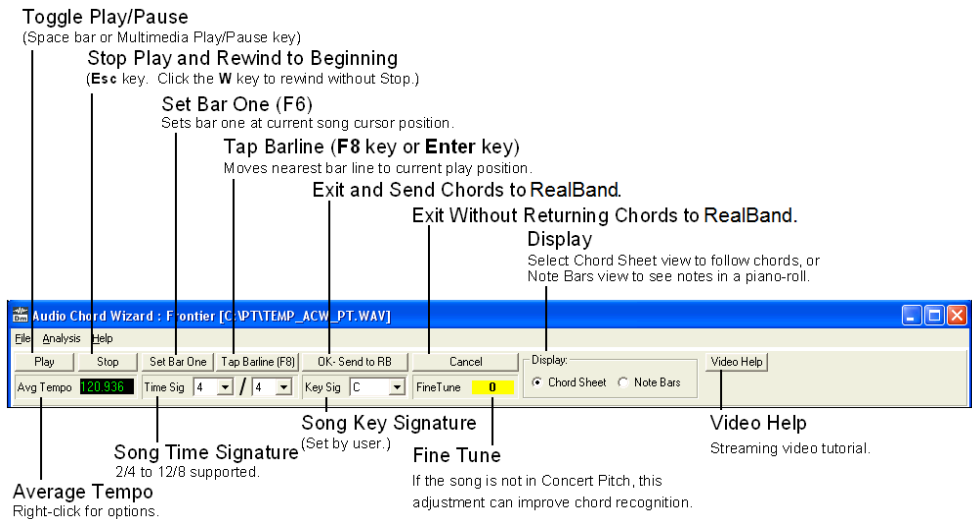 Toggle Play/Pause
(Space bar or Multimedia Play/Pause key)
Stop Play and Rewind to Beginning
(Esc key. Click the W key to rewind without Stop.)
Set Bar One (F6)
Sets bar one at current song cursor position.
Tap Barline (F8 key or Enter key)
Moves nearest bar line to current play position.
Exit and Send Chords to RealBand.
Exit Without Returning Chords to RealBand.
Display
Select Chord Sheet view to follow chords, or
Note Bars view to see notes in a piano-roll.
Audio Chord Wizard : Frontier [C:\PT\TEMP_ACW_PT.WAV]
File Analysis Help
Play Stop Set Bar One Tap Barline (F8) OK- Send to RB Cancel Display: Video Help
Chord Sheet Note Bars
Avg Tempo 120.936 Time Sig 4 / 4 Key Sig C FineTune 0
Song Key Signature
(Set by user.)
Video Help
Streaming video tutorial.
Song Time Signature
2/4 to 12/8 supported.
Fine Tune
If the song is not in Concert Pitch, this
adjustment can improve chord recognition.
Average Tempo
Right-click for options.